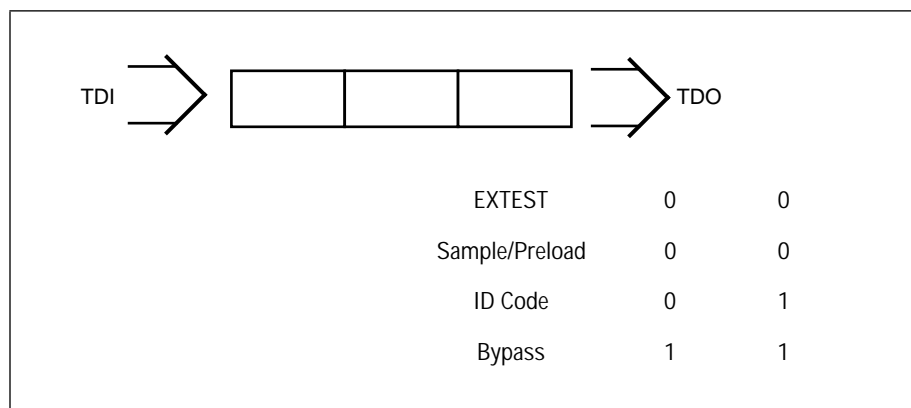 TDI TDO
EXTEST 0 0
Sample/Preload 0 0
ID Code 0 1
Bypass 1 1